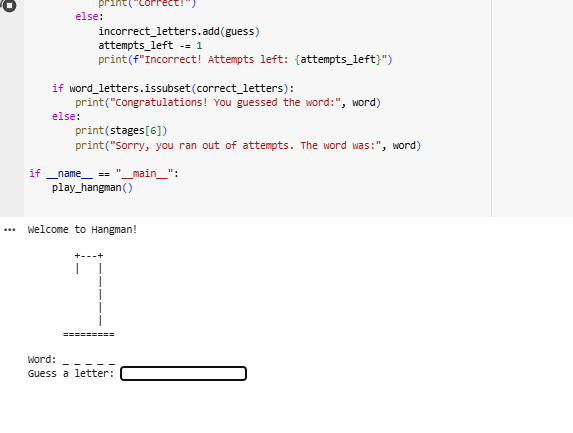 print("Correct!")
else:
incorrect_letters.add(guess)
attempts_left -= 1
print(f"Incorrect! Attempts left: {attempts_left}")
if word_letters.issubset(correct_letters):
print("Congratulations! You guessed the word:", word)
else:
print(stages[6])
print("Sorry, you ran out of attempts. The word was:", word)
if __name__ == "__main__":
play_hangman()
Welcome to Hangman!
+---+
|  |
|
|
|
|
=========
Word: _ _ _ _ _
Guess a letter: